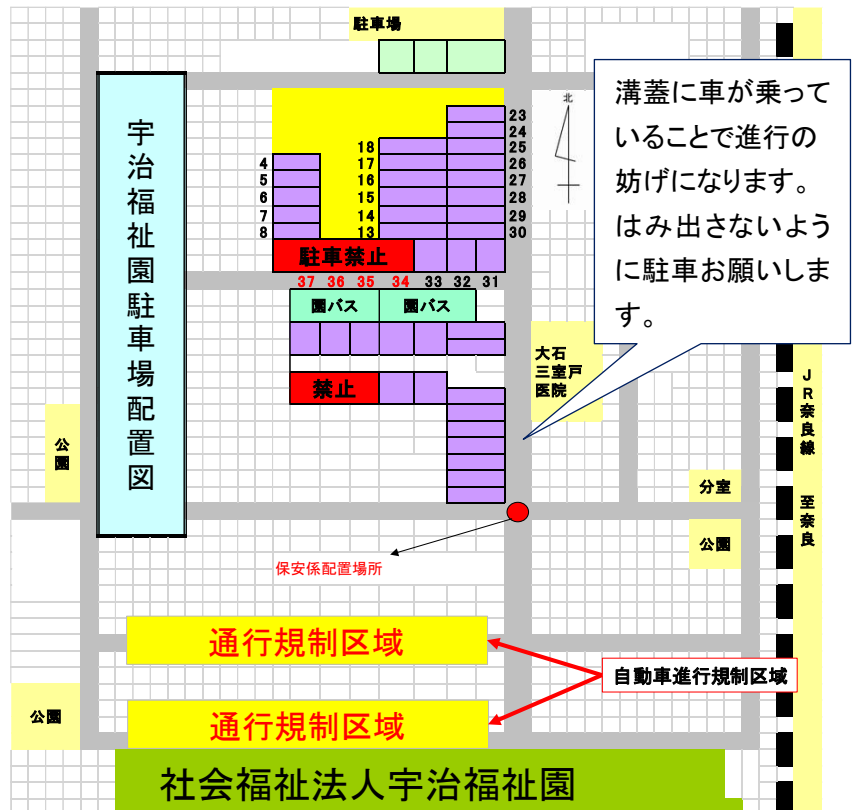 駐車場
北
溝蓋に車が乗って
いることで進行の
妨げになります。
はみ出さないよう
に駐車お願いしま
す。
宇治福祉園駐車場配置図
23
24
18 25
4 17 26
5 16 27
6 15 28
7 14 29
8 13 30
駐車禁止
37 36 35 34 33 32 31
園バス 園バス
大石
三室戸
医院
禁止
JR奈良線 至奈良
公園
分室
公園
保安係配置場所
通行規制区域
自動車進行規制区域
公園
通行規制区域
社会福祉法人宇治福祉園